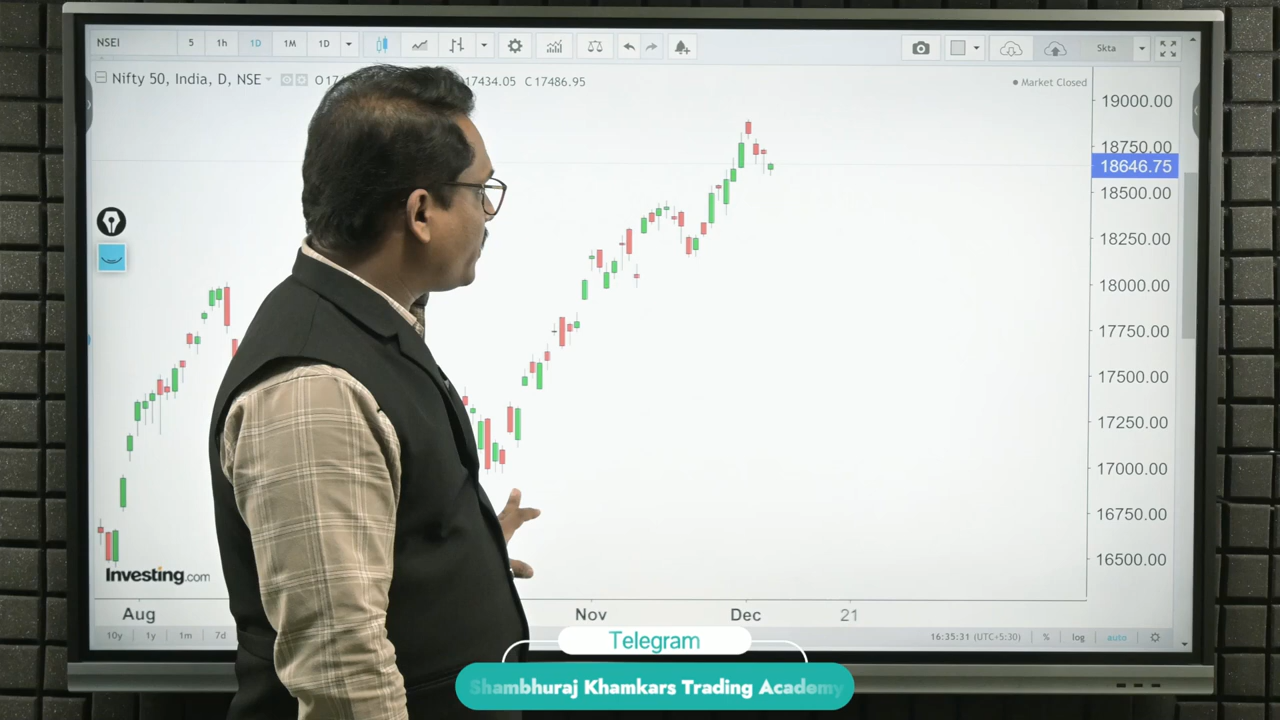 NSEI 5 1h 1D 1M 1D Skta
Nifty 50, India, D, NSE O174 17434.05 C17486.95
Market Closed
19000.00
18750.00
18646.75
18500.00
18250.00
18000.00
17750.00
17500.00
17250.00
17000.00
16750.00
16500.00
Investing.com
Aug Nov Dec 21
10y 1y 1m 7d 16:35:31 (UTC+5:30) % log auto
Telegram
Shambhuraj Khamkars Trading Academy